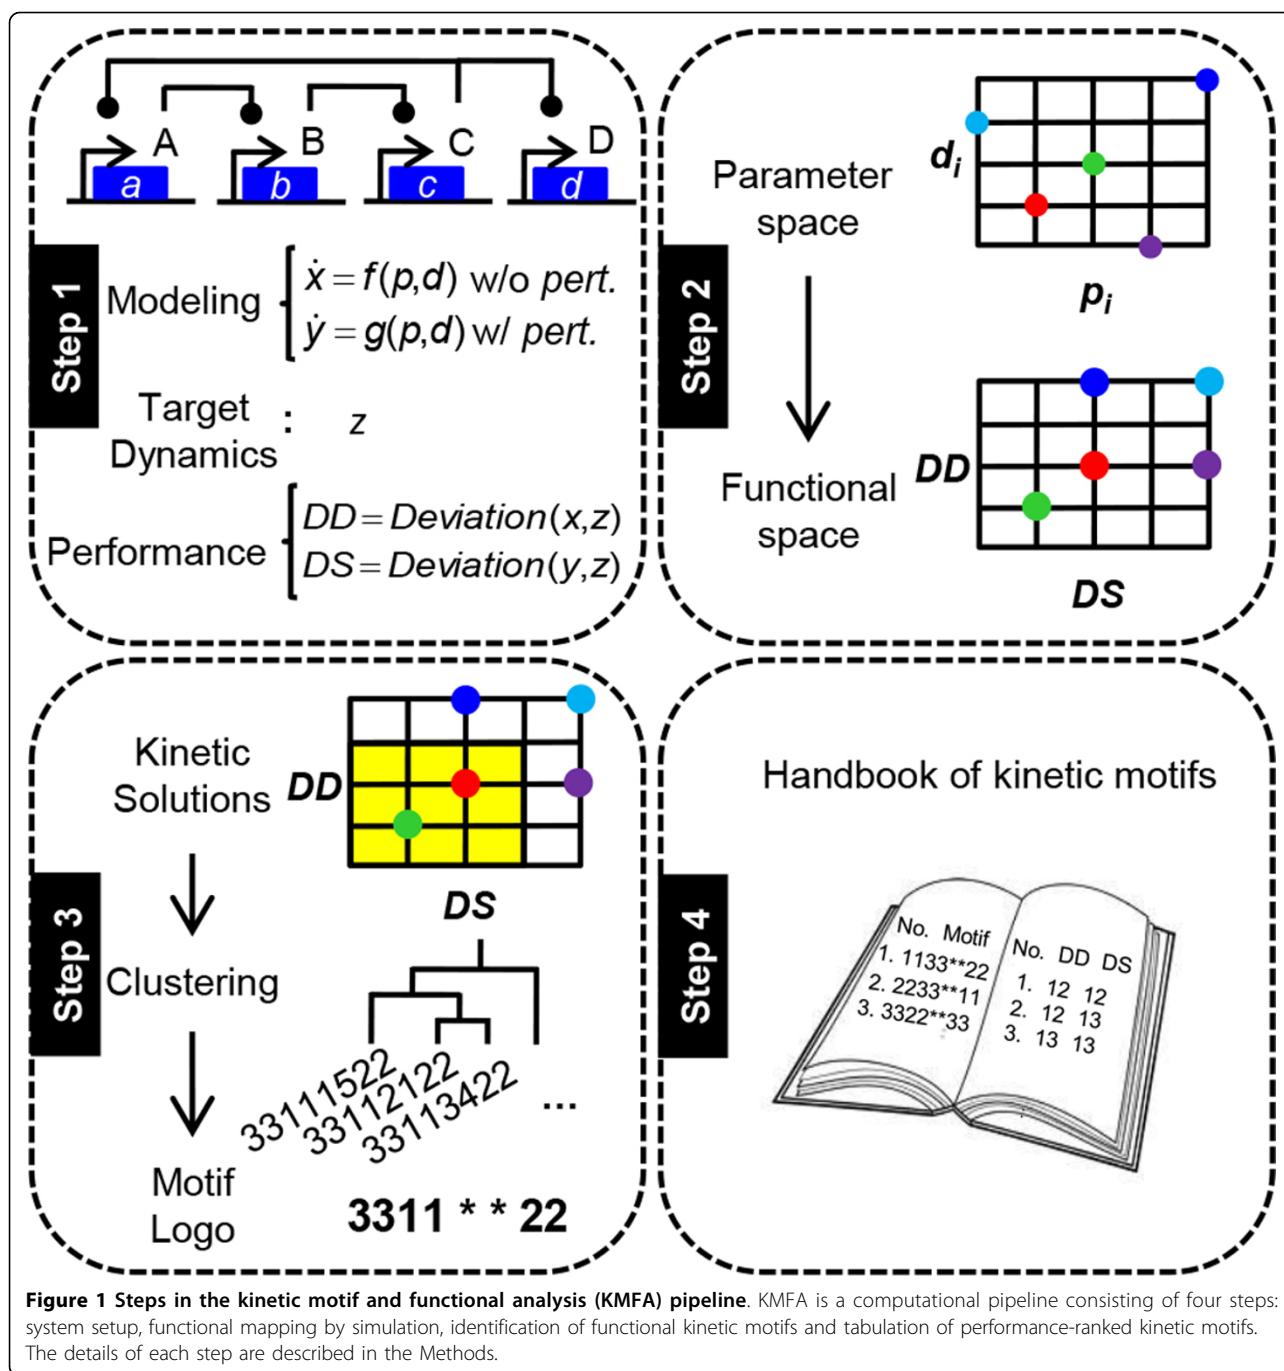 A B C D
a b c d
Step 1
Modeling
ẋ = f(p,d) w/o pert.
ẏ = g(p,d) w/ pert.
Target
Dynamics
: z
Performance
DD = Deviation(x,z)
DS = Deviation(y,z)
Step 2
Parameter
space
d i
p i
Functional
space
DD
DS
Step 3
Kinetic
Solutions
DD
DS
Clustering
33111522
33112122
33113422
...
Motif
Logo
3311 * * 22
Step 4
Handbook of kinetic motifs
No. Motif
1. 1133**22
2. 2233**11
3. 3322**33
No. DD DS
1. 12 12
2. 12 13
3. 13 13
Figure 1 Steps in the kinetic motif and functional analysis (KMFA) pipeline. KMFA is a computational pipeline consisting of four steps:
system setup, functional mapping by simulation, identification of functional kinetic motifs and tabulation of performance-ranked kinetic motifs.
The details of each step are described in the Methods.